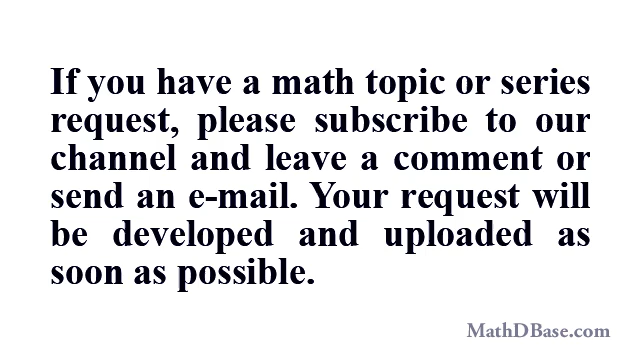 If you have a math topic or series
request, please subscribe to our
channel and leave a comment or
send an e-mail. Your request will
be developed and uploaded as
soon as possible.
MathDBase.com